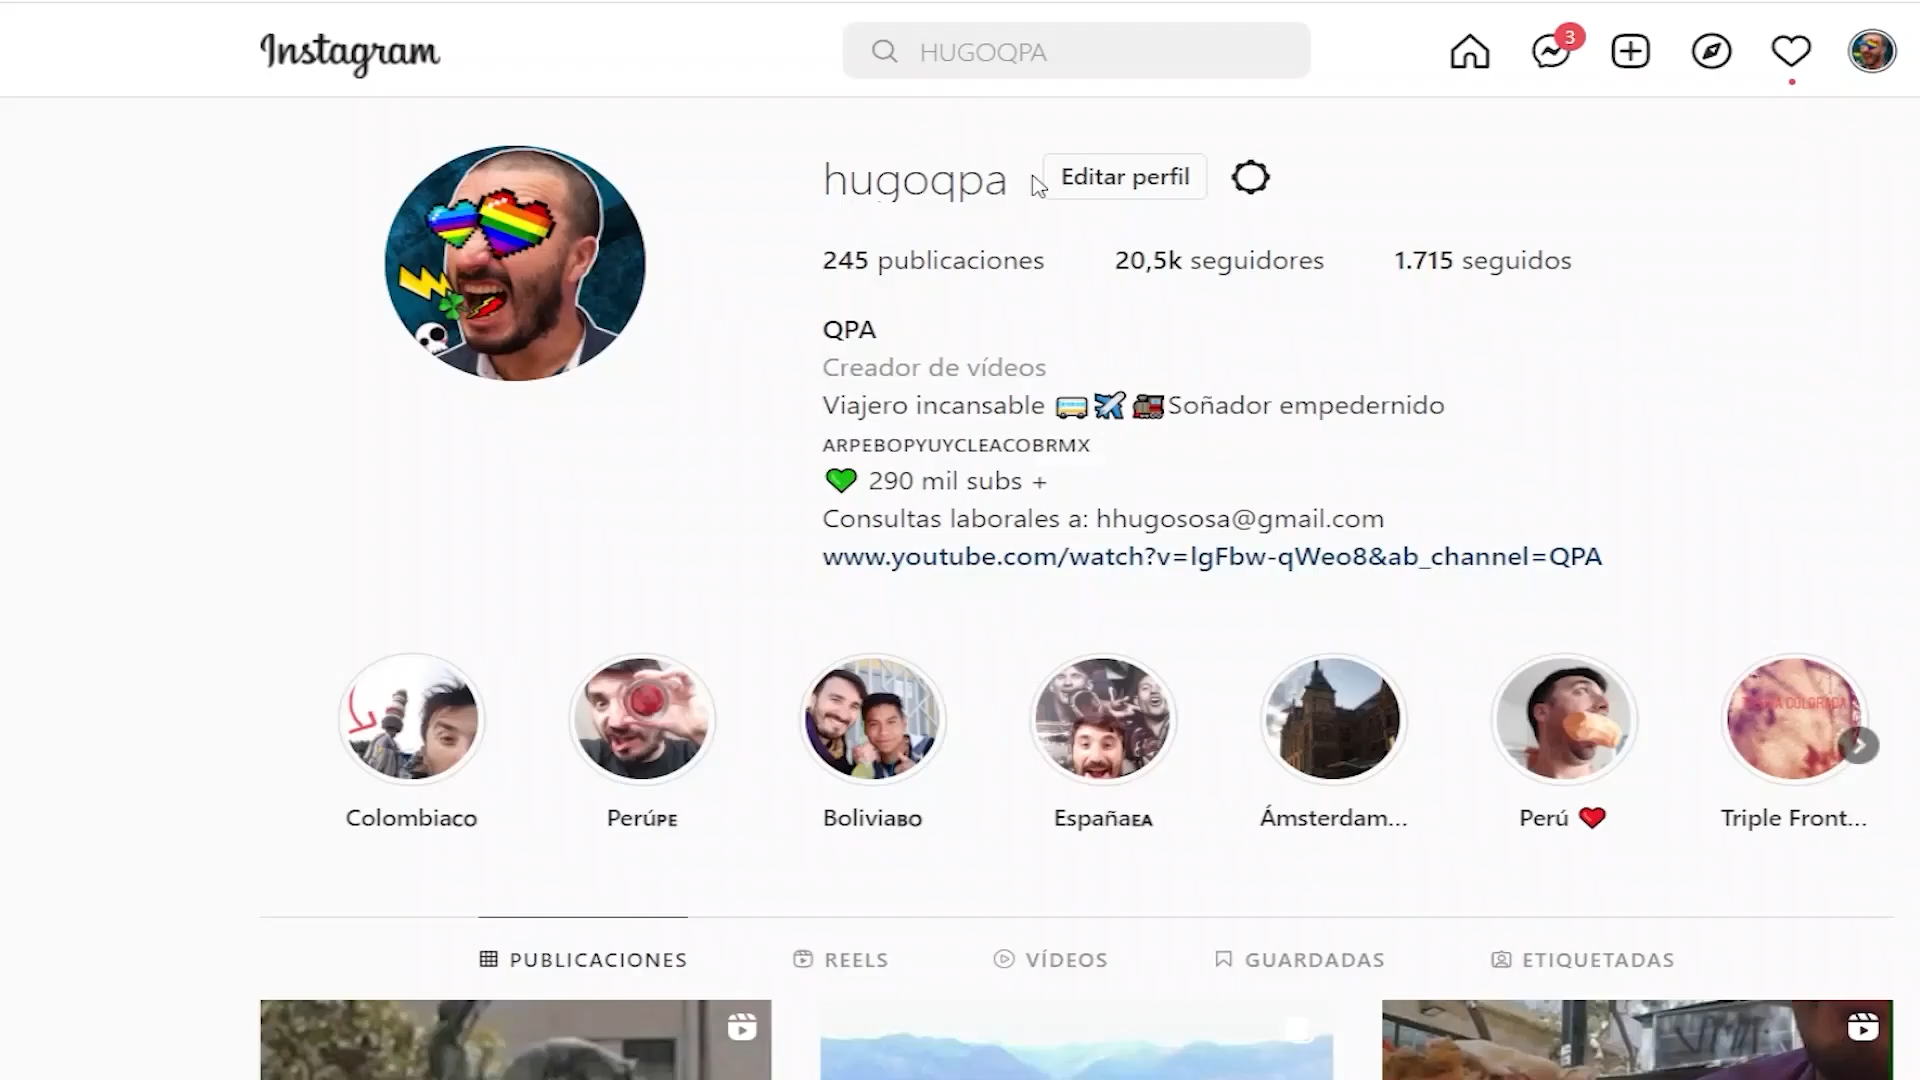 Instagram
HUGOQPA
3
hugoqpa
Editar perfil
245 publicaciones
20,5k seguidores
1.715 seguidos
QPA
Creador de vídeos
Viajero incansable 🚌✈️🚂Soñador empedernido
ARPEBOPYUYCLEACOBRMX
💚 290 mil subs +
Consultas laborales a: hhugososa@gmail.com
www.youtube.com/watch?v=lgFbw-qWeo8&ab_channel=QPA
COLORADA
ColombiaCO
PerúPE
BoliviaBO
EspañaEA
Ámsterdam...
Perú ❤️
Triple Front...
PUBLICACIONES
REELS
VÍDEOS
GUARDADAS
ETIQUETADAS